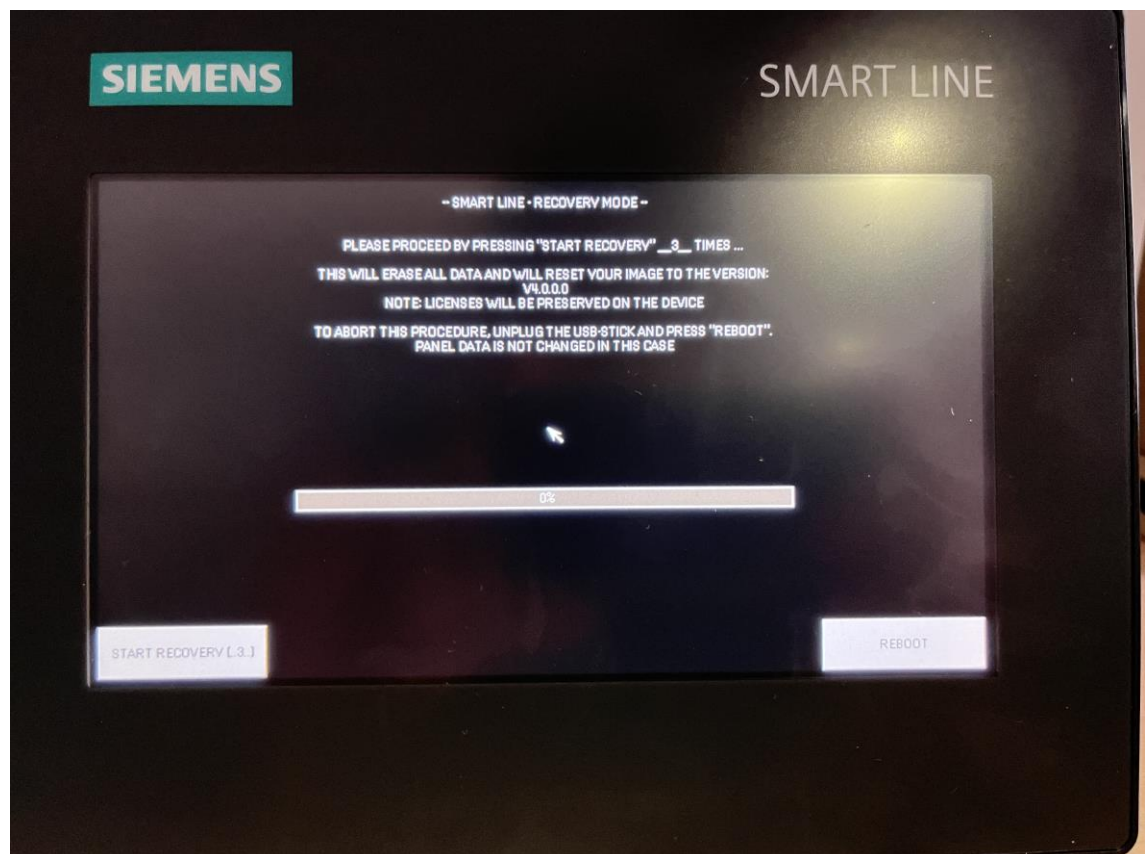 SIEMENS
SMART LINE
-- SMART LINE - RECOVERY MODE --
PLEASE PROCEED BY PRESSING "START RECOVERY" __3__ TIMES ...
THIS WILL ERASE ALL DATA AND WILL RESET YOUR IMAGE TO THE VERSION:
V4.0.0.0
NOTE: LICENSES WILL BE PRESERVED ON THE DEVICE
TO ABORT THIS PROCEDURE, UNPLUG THE USB-STICK AND PRESS "REBOOT".
PANEL DATA IS NOT CHANGED IN THIS CASE
0%
START RECOVERY (..3..)
REBOOT